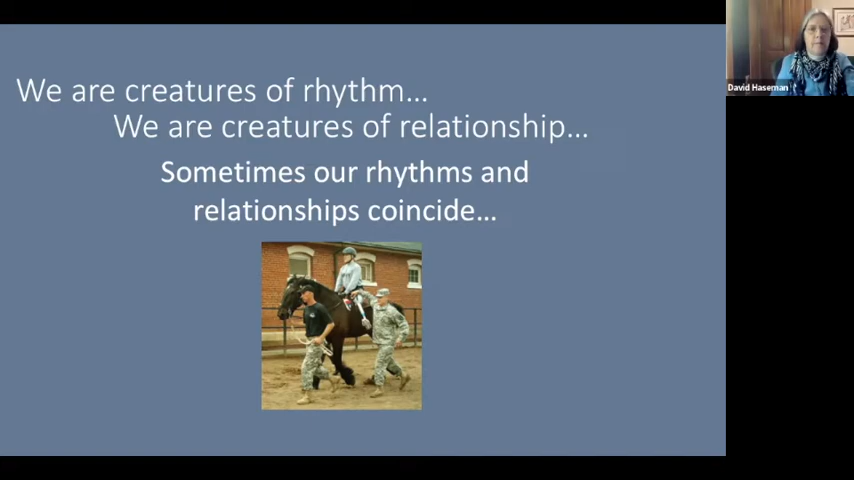 We are creatures of rhythm...
We are creatures of relationship...
Sometimes our rhythms and
relationships coincide...
David Haseman